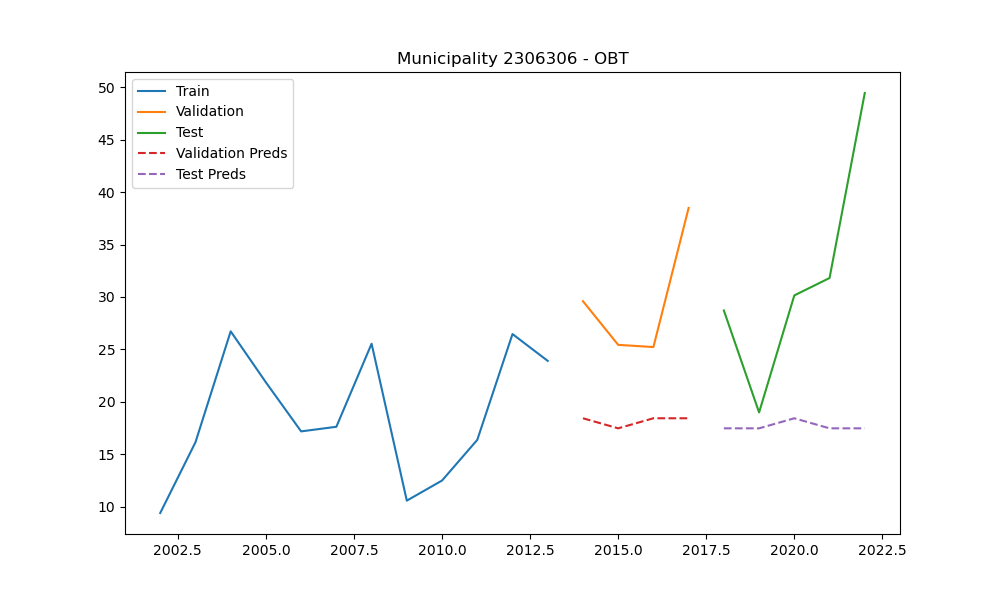 Municipality 2306306 - OBT
Train
Validation
Test
Validation Preds
Test Preds
50
45
40
35
30
25
20
15
10
2002.5 2005.0 2007.5 2010.0 2012.5 2015.0 2017.5 2020.0 2022.5